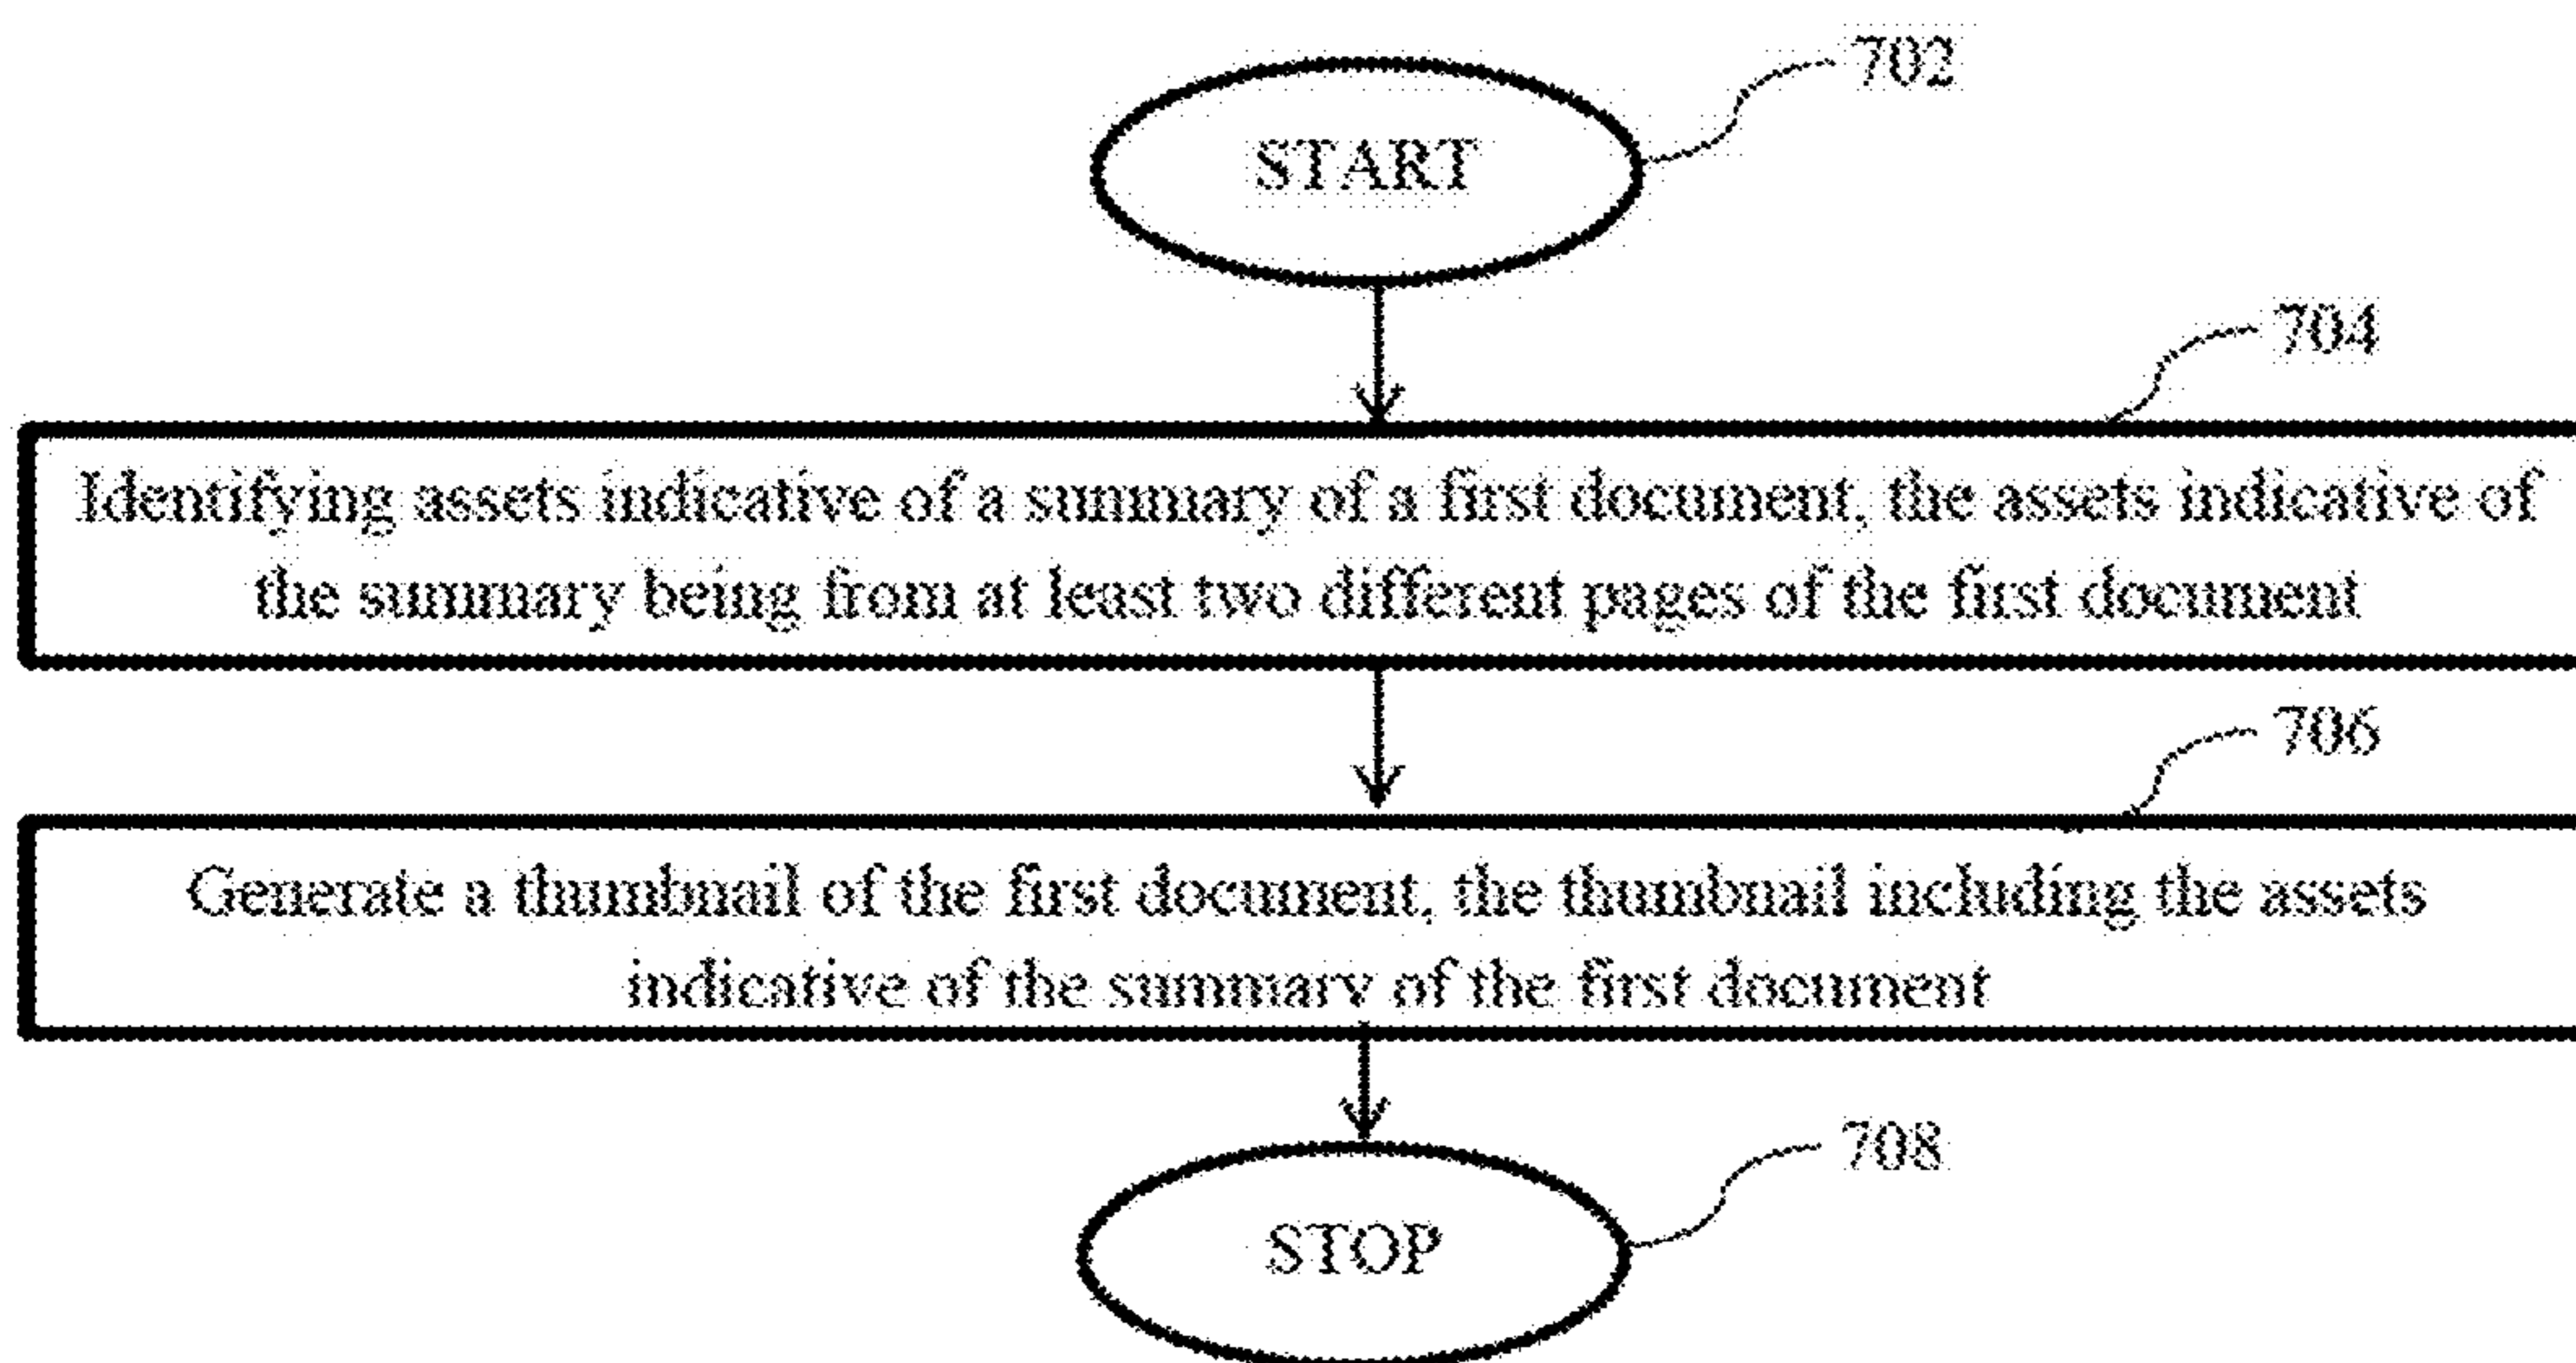 702
START
704
Identifying assets indicative of a summary of a first document, the assets indicative of
the summary being from at least two different pages of the first document
706
Generate a thumbnail of the first document, the thumbnail including the assets
indicative of the summary of the first document
708
STOP